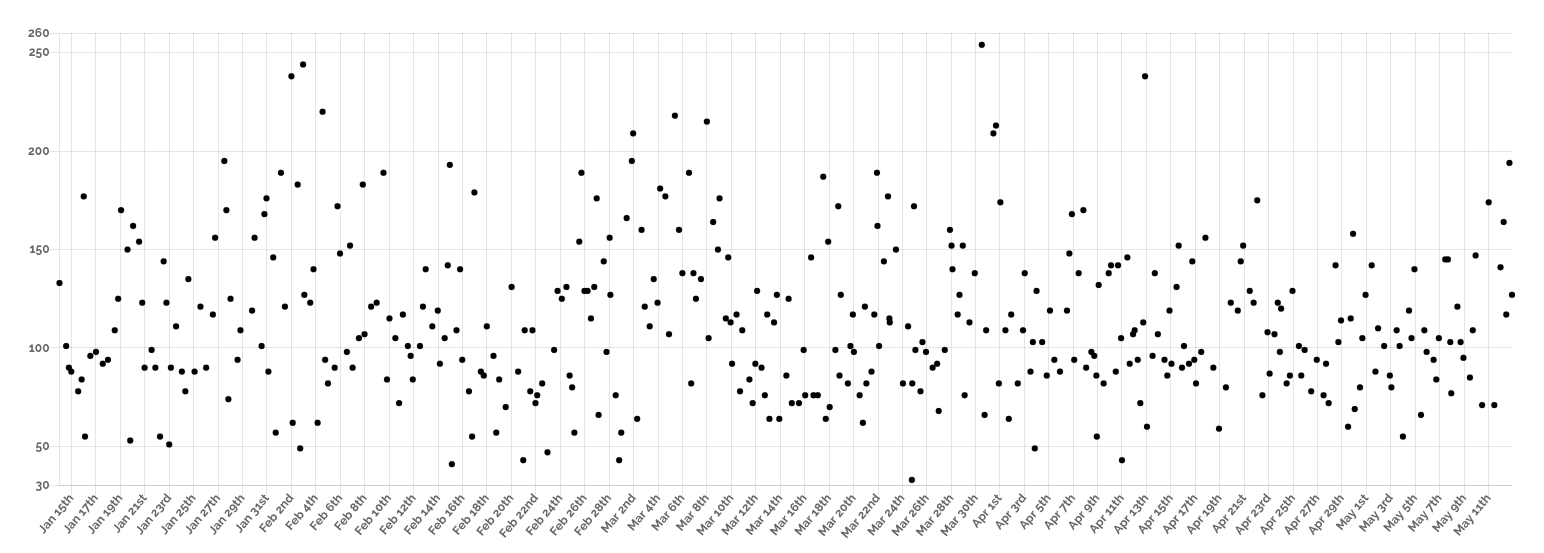 260
250
200
150
100
50
30
Jan 15th
Jan 17th
Jan 19th
Jan 21st
Jan 23rd
Jan 25th
Jan 27th
Jan 29th
Jan 31st
Feb 2nd
Feb 4th
Feb 6th
Feb 8th
Feb 10th
Feb 12th
Feb 14th
Feb 16th
Feb 18th
Feb 20th
Feb 22nd
Feb 24th
Feb 26th
Feb 28th
Mar 2nd
Mar 4th
Mar 6th
Mar 8th
Mar 10th
Mar 12th
Mar 14th
Mar 16th
Mar 18th
Mar 20th
Mar 22nd
Mar 24th
Mar 26th
Mar 28th
Mar 30th
Apr 1st
Apr 3rd
Apr 5th
Apr 7th
Apr 9th
Apr 11th
Apr 13th
Apr 15th
Apr 17th
Apr 19th
Apr 21st
Apr 23rd
Apr 25th
Apr 27th
Apr 29th
May 1st
May 3rd
May 5th
May 7th
May 9th
May 11th